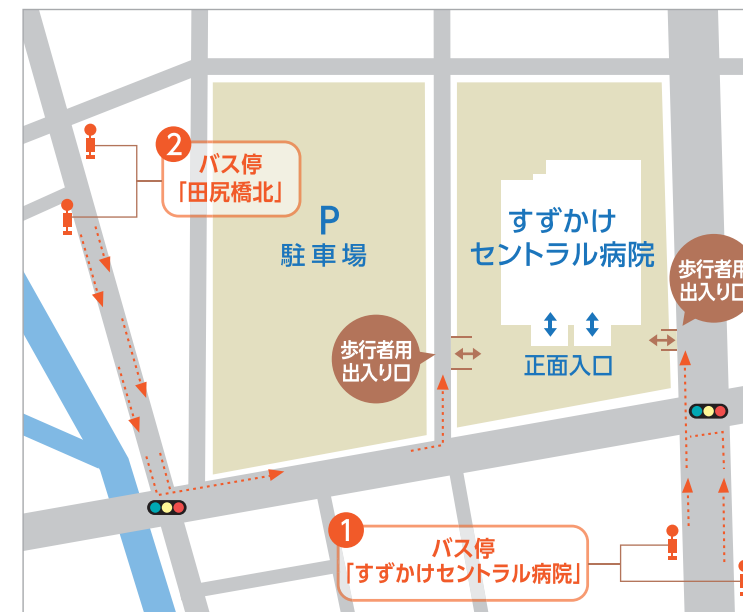 2
バス停
「田尻橋北」
P
駐車場
すずかけ
セントラル病院
歩行者用
出入り口
歩行者用
出入り口
正面入口
1
バス停
「すずかけセントラル病院」